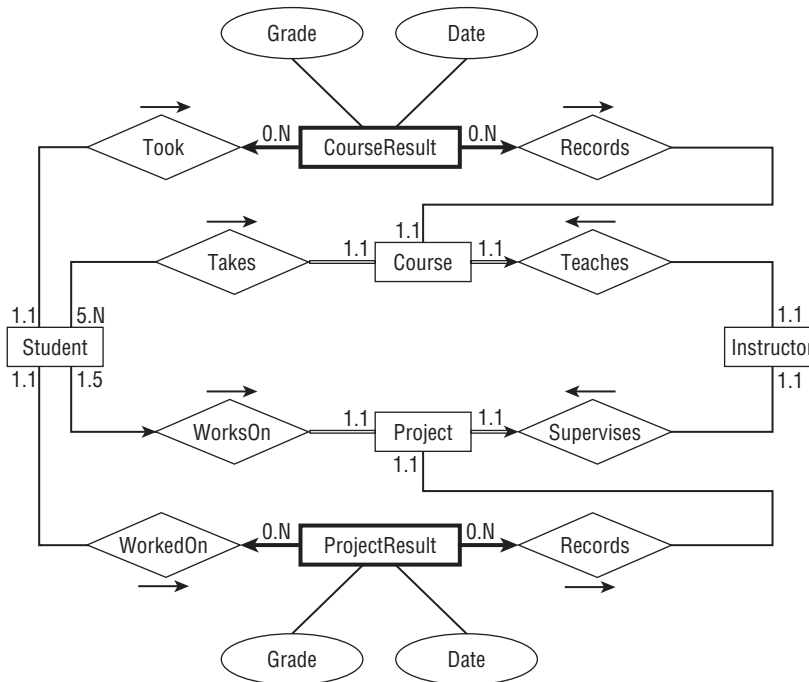 Grade Date
Took 0.N CourseResult 0.N Records
Takes 1.1 1.1 Course 1.1 Teaches
1.1 5.N 1.1
Student Instructor
1.1 1.5 1.1
WorksOn 1.1 Project 1.1 Supervises
1.1
WorkedOn 0.N ProjectResult 0.N Records
Grade Date